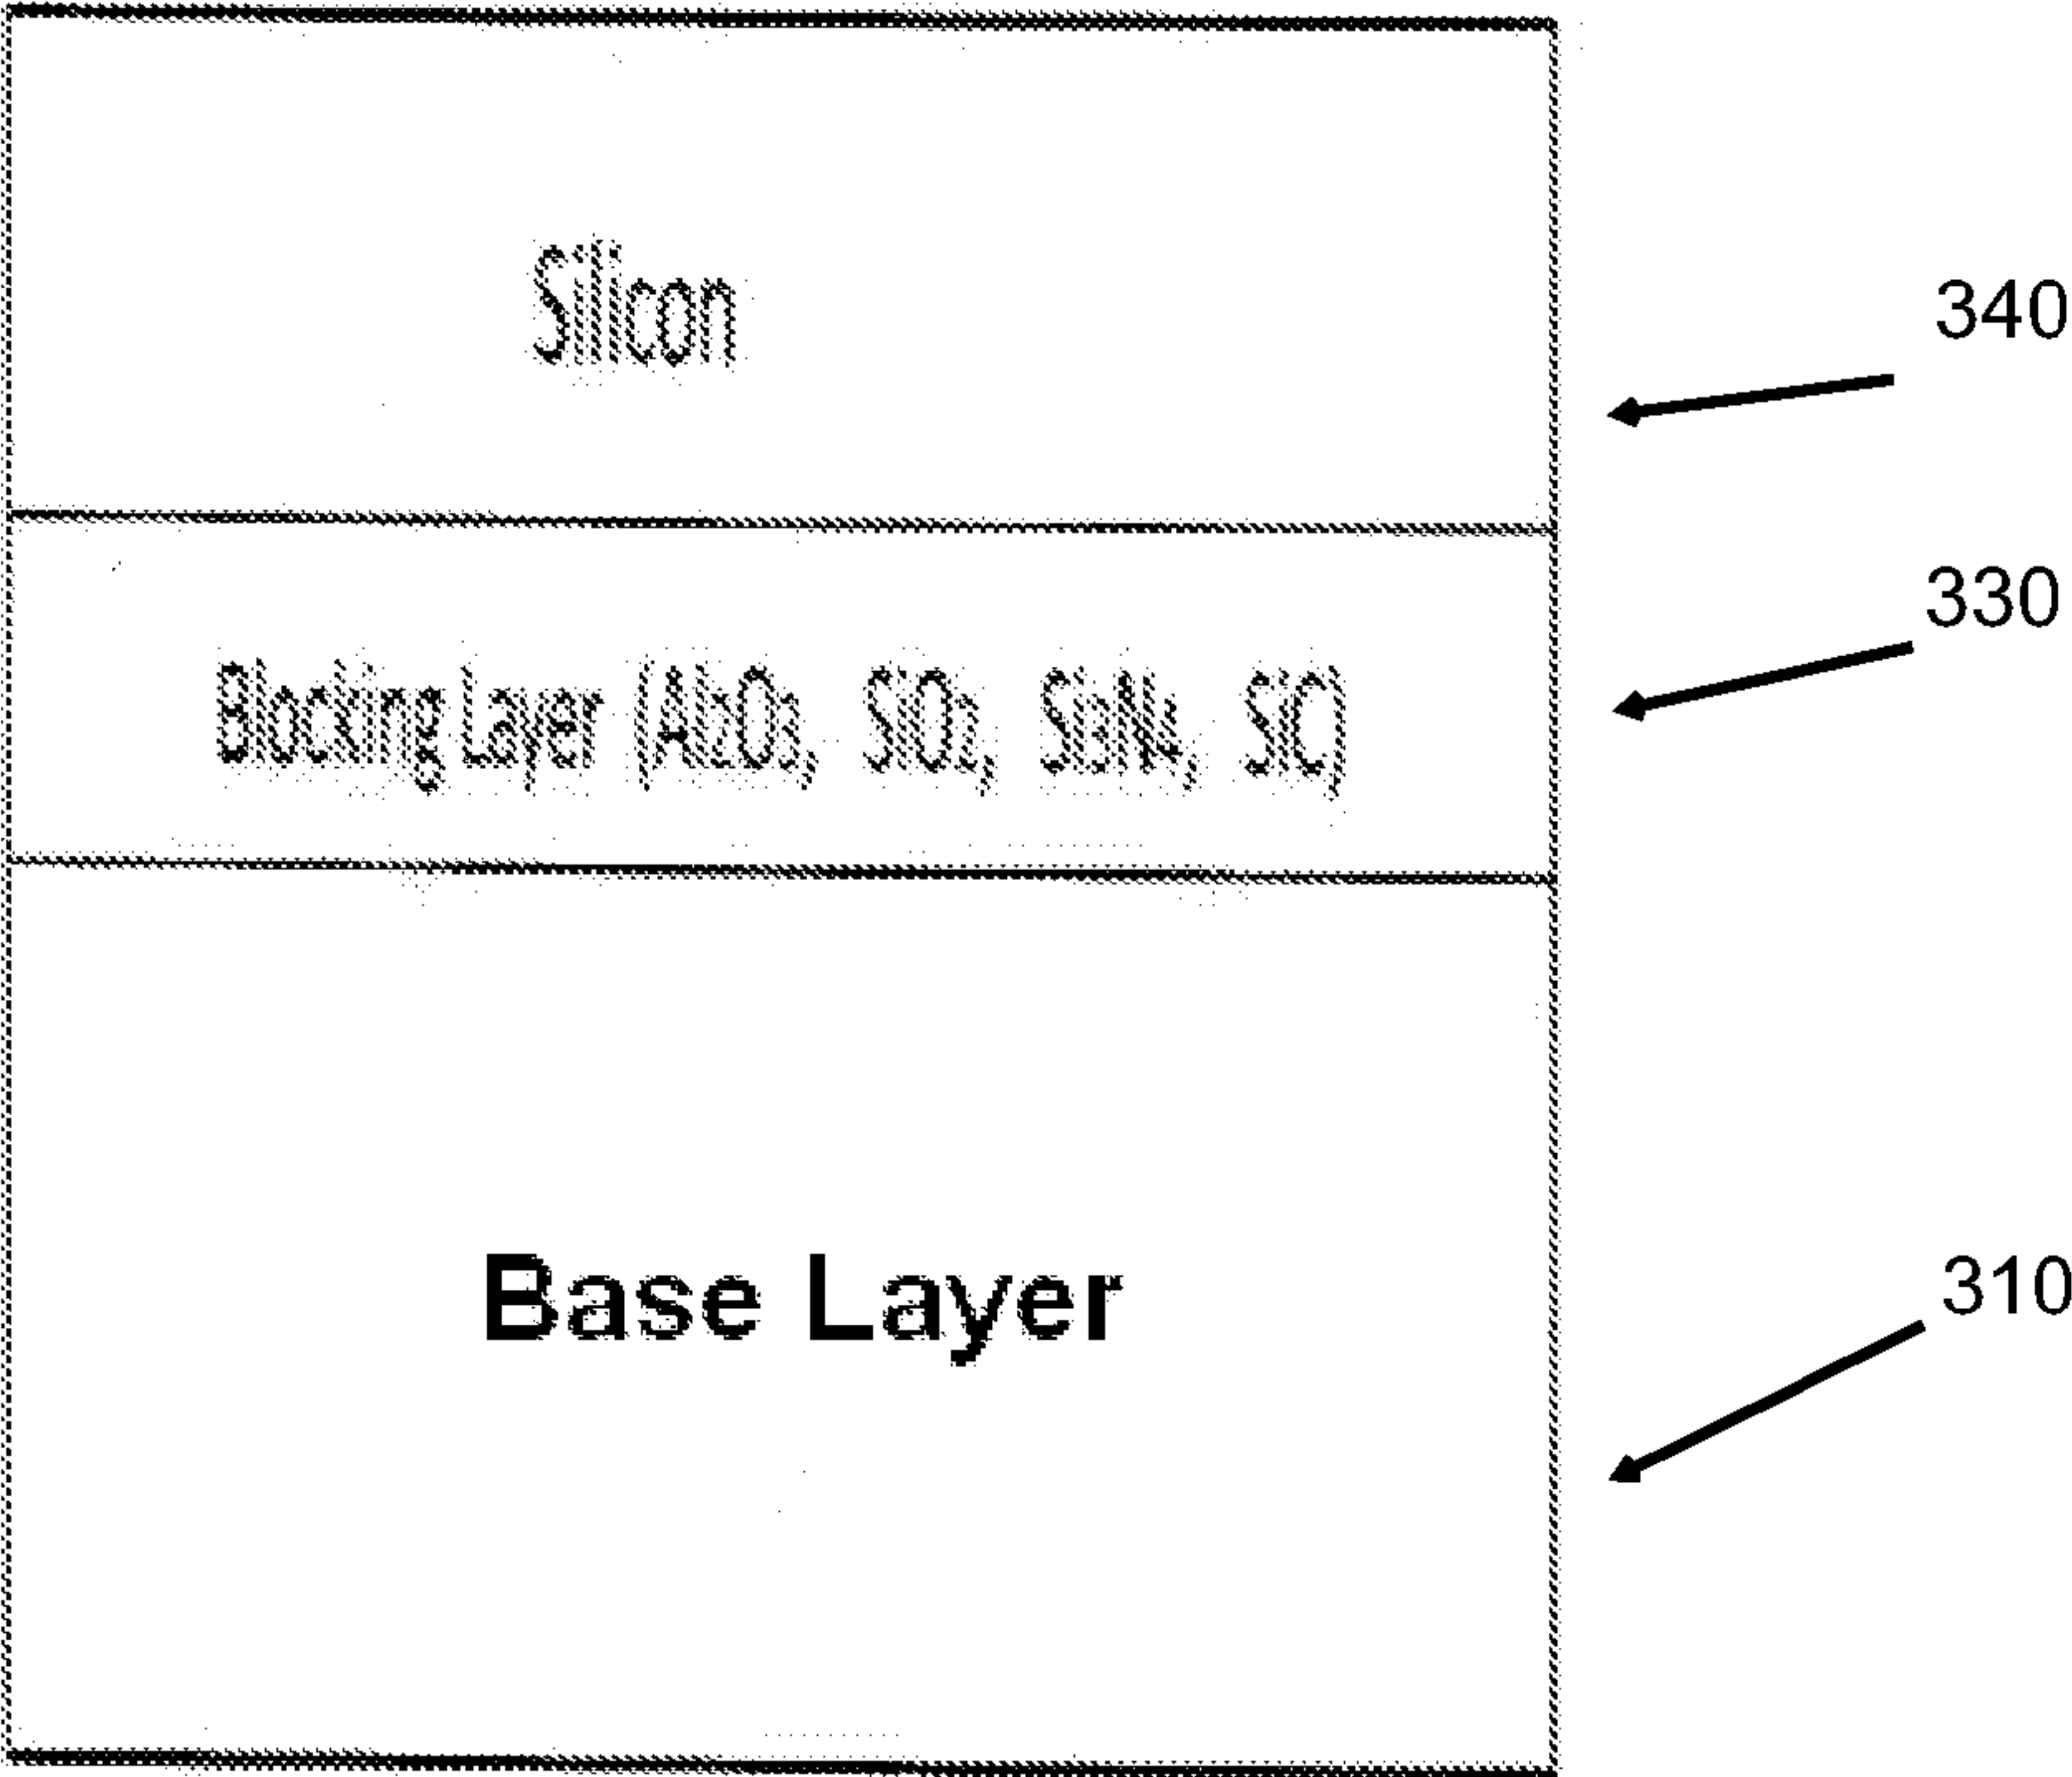 Silicon
340
330
Blocking Layer (Al₂O₃, SiO₂, Si₃N₄, SiC)
Base Layer
310